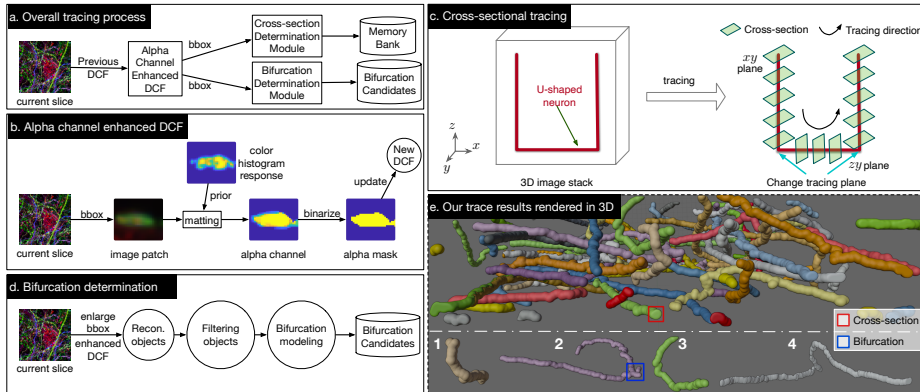 a. Overall tracing process
current slice
Previous
DCF
Alpha
Channel
Enhanced
DCF
bbox
bbox
Cross-section
Determination
Module
Bifurcation
Determination
Module
Memory
Bank
Bifurcation
Candidates
b. Alpha channel enhanced DCF
current slice
bbox
image patch
color
histogram
response
prior
matting
alpha channel
binarize
alpha mask
update
New
DCF
d. Bifurcation determination
current slice
enlarge
bbox
enhanced
DCF
Recon.
objects
Filtering
objects
Bifurcation
modeling
Bifurcation
Candidates
c. Cross-sectional tracing
z
x
y
U-shaped
neuron
3D image stack
tracing
Cross-section
Tracing direction
xy
plane
zy plane
Change tracing plane
e. Our trace results rendered in 3D
Cross-section
Bifurcation
1
2
3
4